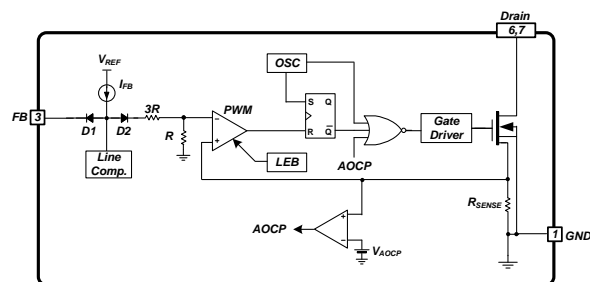 Drain
6,7
VREF
OSC
IFB
3R
PWM
S Q
FB 3
D1 D2
R
R Q̅
Gate
Driver
Line
Comp.
LEB
AOCP
RSENSE
AOCP
+
−
VAOCP
1 GND